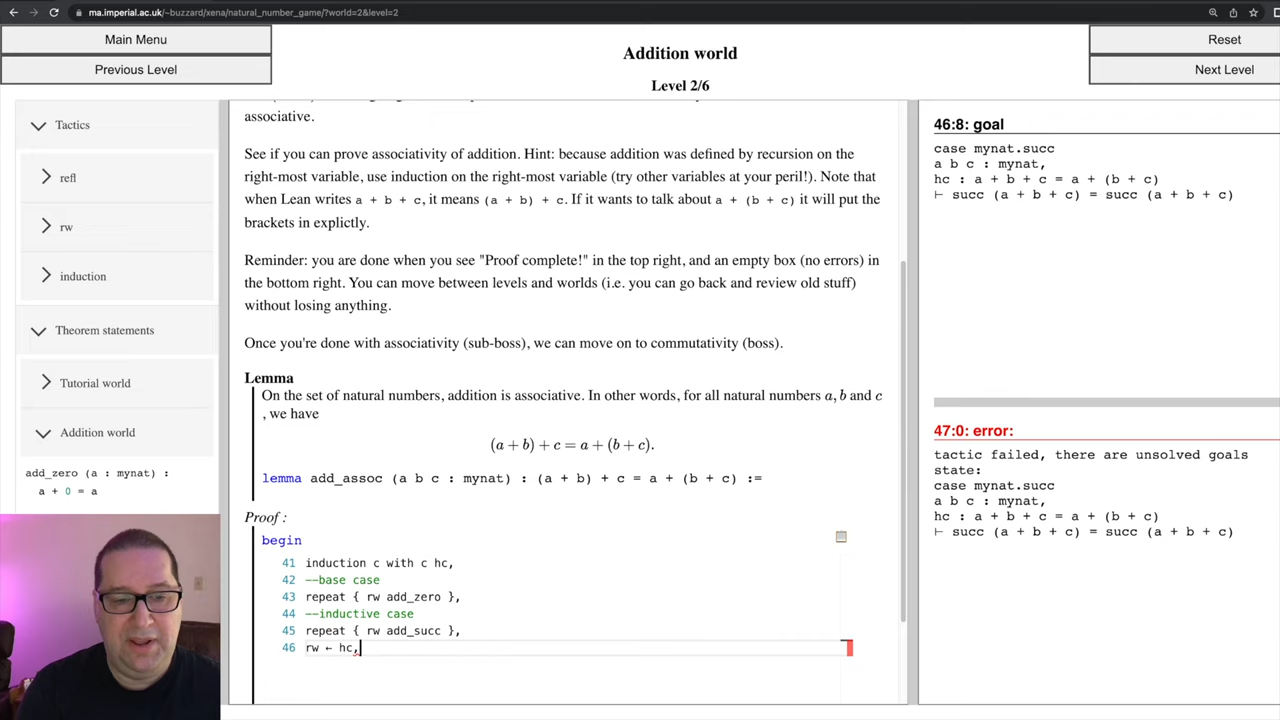 ma.imperial.ac.uk/~buzzard/xena/natural_number_game/?world=2&level=2
Main Menu
Previous Level
Addition world
Level 2/6
Reset
Next Level
Tactics
refl
rw
induction
Theorem statements
Tutorial world
Addition world
add_zero (a : mynat) :
a + 0 = a
associative.
See if you can prove associativity of addition. Hint: because addition was defined by recursion on the
right-most variable, use induction on the right-most variable (try other variables at your peril!). Note that
when Lean writes a + b + c, it means (a + b) + c. If it wants to talk about a + (b + c) it will put the
brackets in explictly.
Reminder: you are done when you see "Proof complete!" in the top right, and an empty box (no errors) in
the bottom right. You can move between levels and worlds (i.e. you can go back and review old stuff)
without losing anything.
Once you're done with associativity (sub-boss), we can move on to commutativity (boss).
Lemma
On the set of natural numbers, addition is associative. In other words, for all natural numbers a, b and c
, we have
(a + b) + c = a + (b + c).
lemma add_assoc (a b c : mynat) : (a + b) + c = a + (b + c) :=
Proof :
begin
41 induction c with c hc,
42 --base case
43 repeat { rw add_zero },
44 --inductive case
45 repeat { rw add_succ },
46 rw ← hc,
46:8: goal
case mynat.succ
a b c : mynat,
hc : a + b + c = a + (b + c)
⊢ succ (a + b + c) = succ (a + b + c)
47:0: error:
tactic failed, there are unsolved goals
state:
case mynat.succ
a b c : mynat,
hc : a + b + c = a + (b + c)
⊢ succ (a + b + c) = succ (a + b + c)